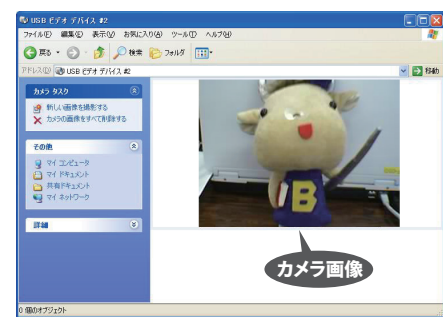 USB ビデオ デバイス #2
ファイル(F) 編集(E) 表示(V) お気に入り(A) ツール(T) ヘルプ(H)
戻る 検索 フォルダ
アドレス(D) USB ビデオ デバイス #2 移動
カメラ タスク
新しい画像を撮影する
カメラの画像をすべて削除する
その他
マイ コンピュータ
マイ ドキュメント
共有ドキュメント
マイ ネットワーク
詳細
B
カメラ画像
0 個のオブジェクト